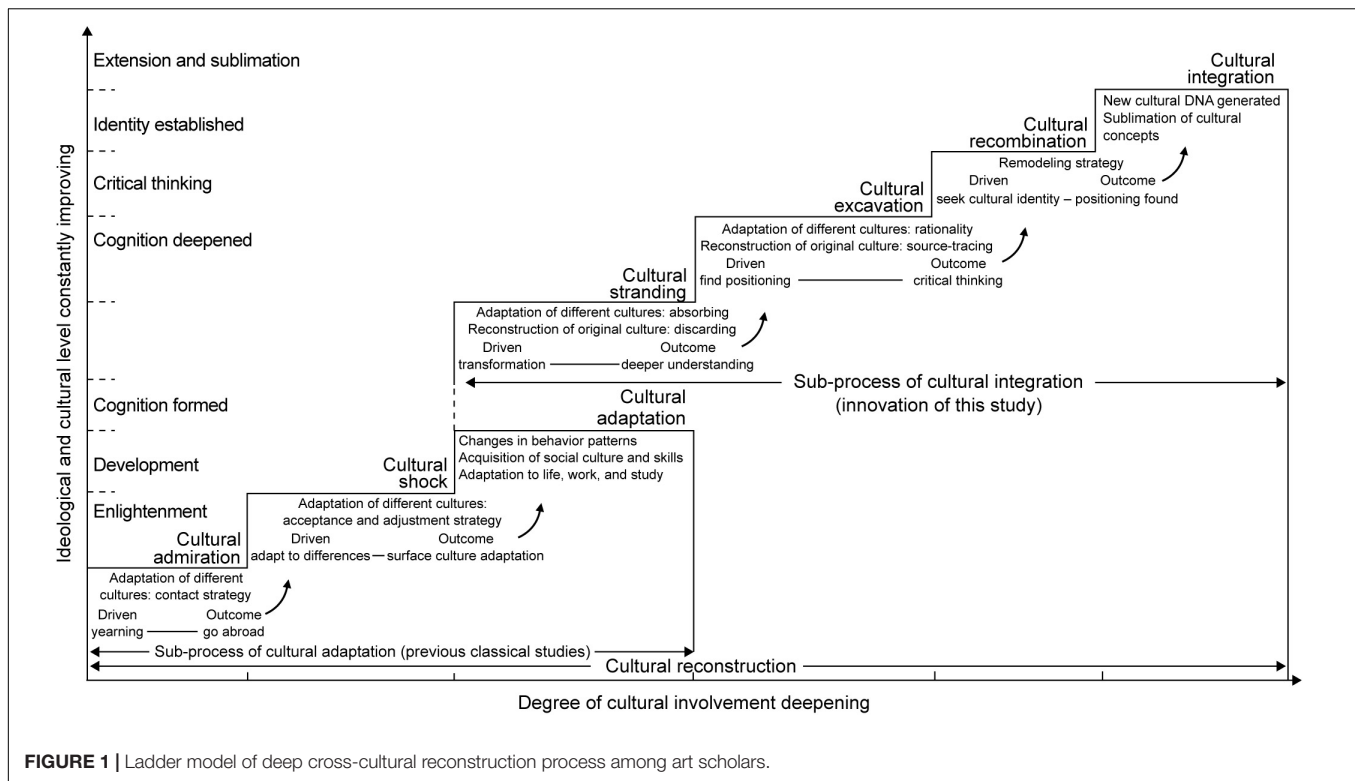 Ideological and cultural level constantly improving
Extension and sublimation
Identity established
Critical thinking
Cognition deepened
Cognition formed
Development
Enlightenment
Cultural
admiration
Adaptation of different
cultures: contact strategy
Driven Outcome
yearning go abroad
Cultural
shock
Adaptation of different cultures:
acceptance and adjustment strategy
Driven Outcome
adapt to differences – surface culture adaptation
Cultural
adaptation
Changes in behavior patterns
Acquisition of social culture and skills
Adaptation to life, work, and study
Cultural
stranding
Adaptation of different cultures: absorbing
Reconstruction of original culture: discarding
Driven Outcome
transformation deeper understanding
Cultural
excavation
Adaptation of different cultures: rationality
Reconstruction of original culture: source-tracing
Driven Outcome
find positioning critical thinking
Cultural
recombination
Remodeling strategy
Driven Outcome
seek cultural identity – positioning found
Cultural
integration
New cultural DNA generated
Sublimation of cultural
concepts
Sub-process of cultural integration
(innovation of this study)
Sub-process of cultural adaptation (previous classical studies)
Cultural reconstruction
Degree of cultural involvement deepening
FIGURE 1 | Ladder model of deep cross-cultural reconstruction process among art scholars.